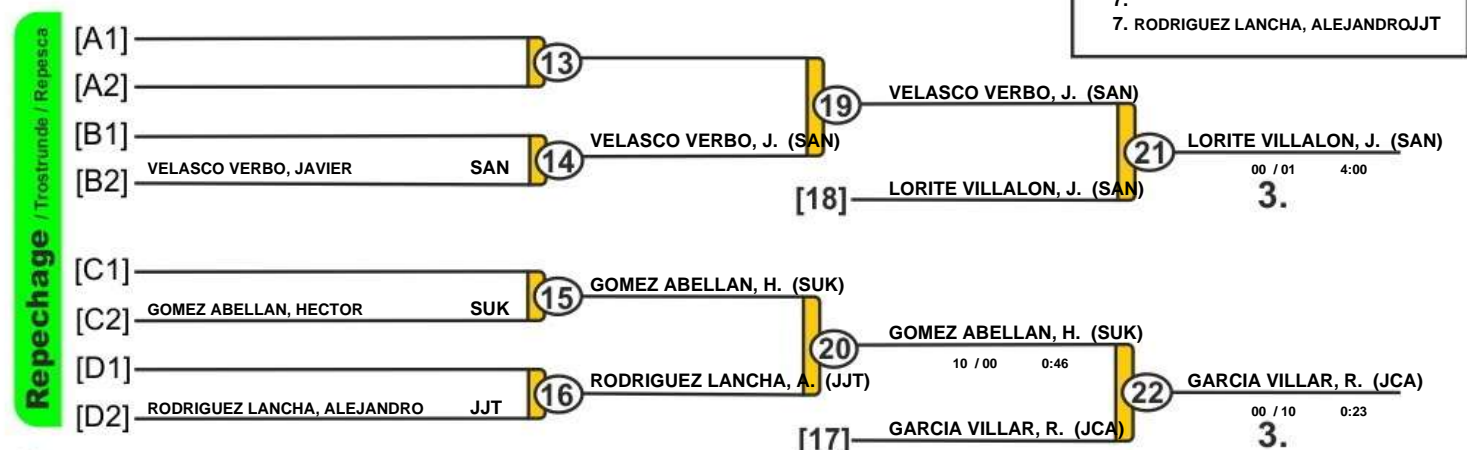 7.
7. RODRIGUEZ LANCHA, ALEJANDROJJT
Repechage / Trostrunde / Repesca
[A1]
[A2]
13
[B1]
[B2] VELASCO VERBO, JAVIER SAN
14
VELASCO VERBO, J. (SAN)
19
VELASCO VERBO, J. (SAN)
[18] LORITE VILLALON, J. (SAN)
21
LORITE VILLALON, J. (SAN)
00 / 01 4:00
3.
[C1]
[C2] GOMEZ ABELLAN, HECTOR SUK
15
GOMEZ ABELLAN, H. (SUK)
[D1]
[D2] RODRIGUEZ LANCHA, ALEJANDRO JJT
16
RODRIGUEZ LANCHA, A. (JJT)
20
GOMEZ ABELLAN, H. (SUK)
10 / 00 0:46
[17] GARCIA VILLAR, R. (JCA)
22
GARCIA VILLAR, R. (JCA)
00 / 10 0:23
3.